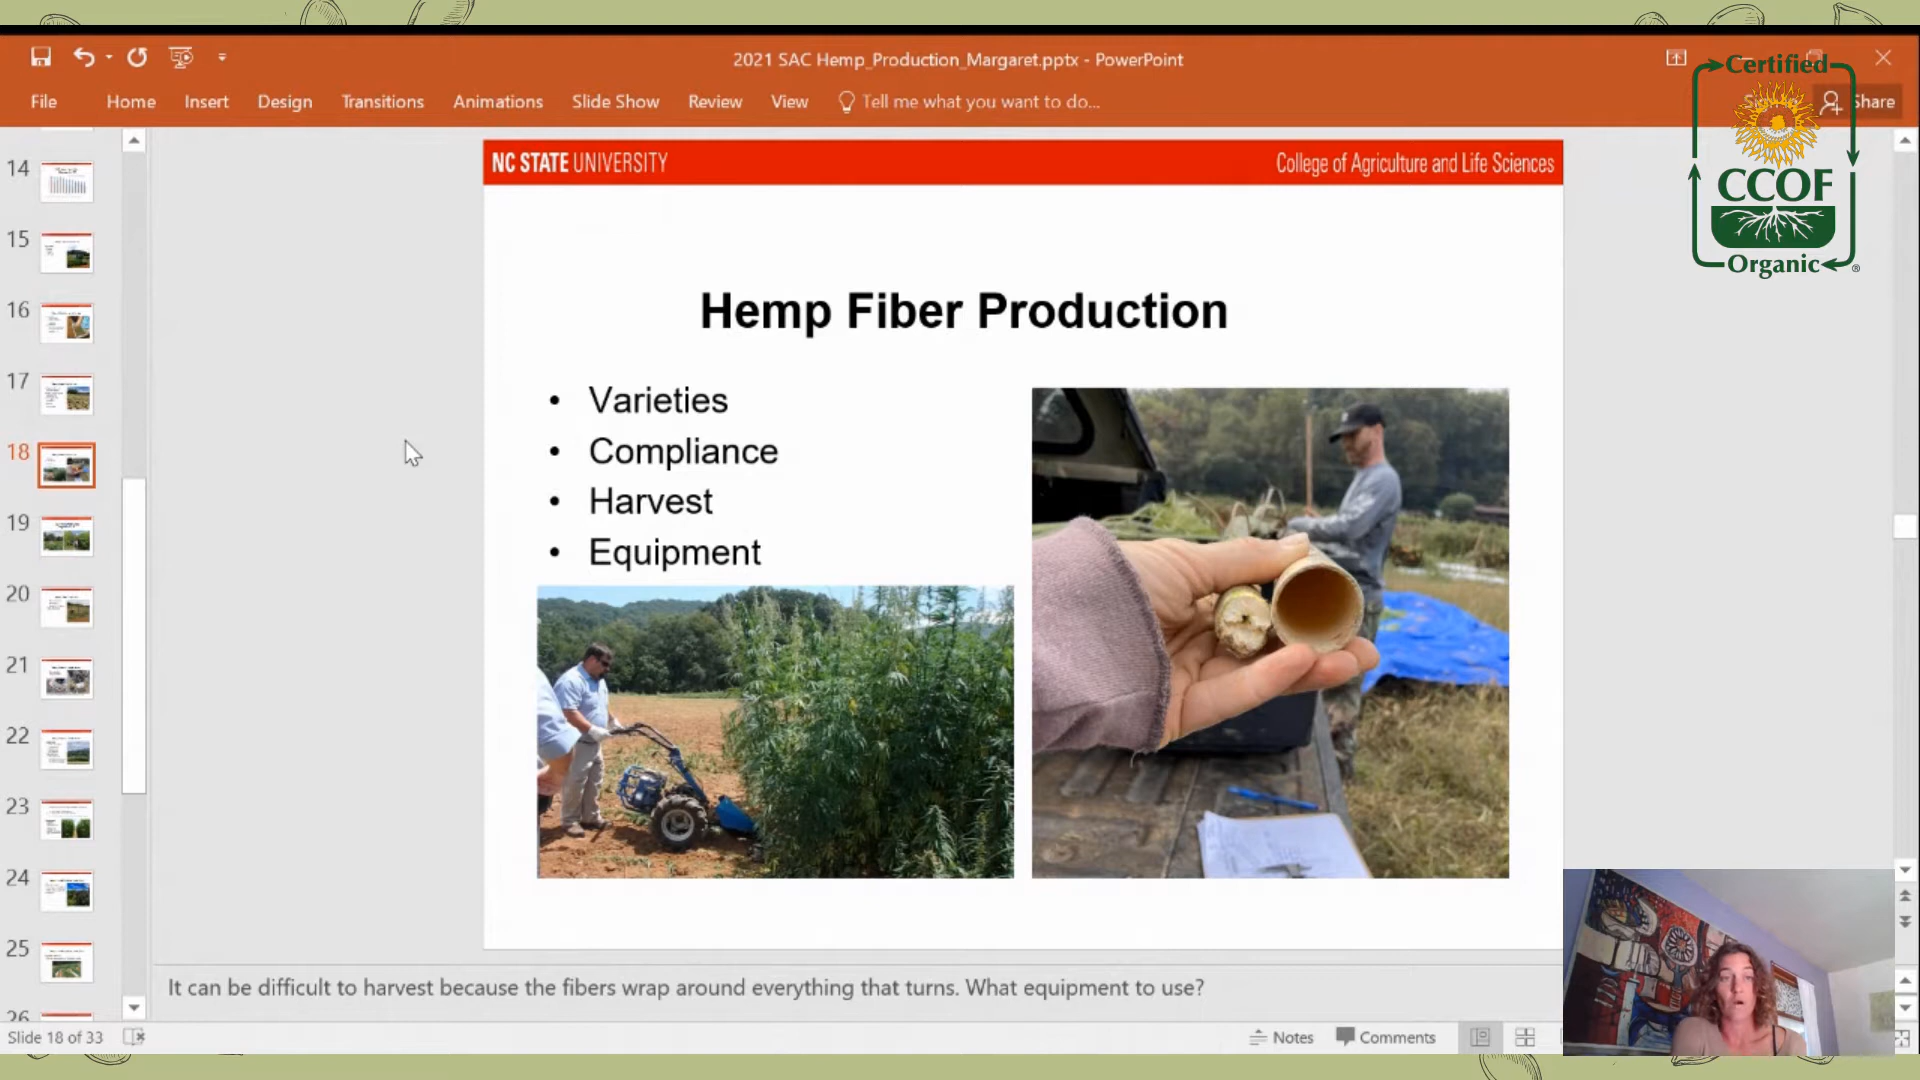 2021 SAC Hemp_Production_Margaret.pptx - PowerPoint
File Home Insert Design Transitions Animations Slide Show Review View Tell me what you want to do... Share
Certified
CCOF
Organic
®
NC STATE UNIVERSITY
College of Agriculture and Life Sciences
Hemp Fiber Production
• Varieties
• Compliance
• Harvest
• Equipment
14
15
16
17
18
19
20
21
22
23
24
25
26
It can be difficult to harvest because the fibers wrap around everything that turns. What equipment to use?
Slide 18 of 33
Notes Comments